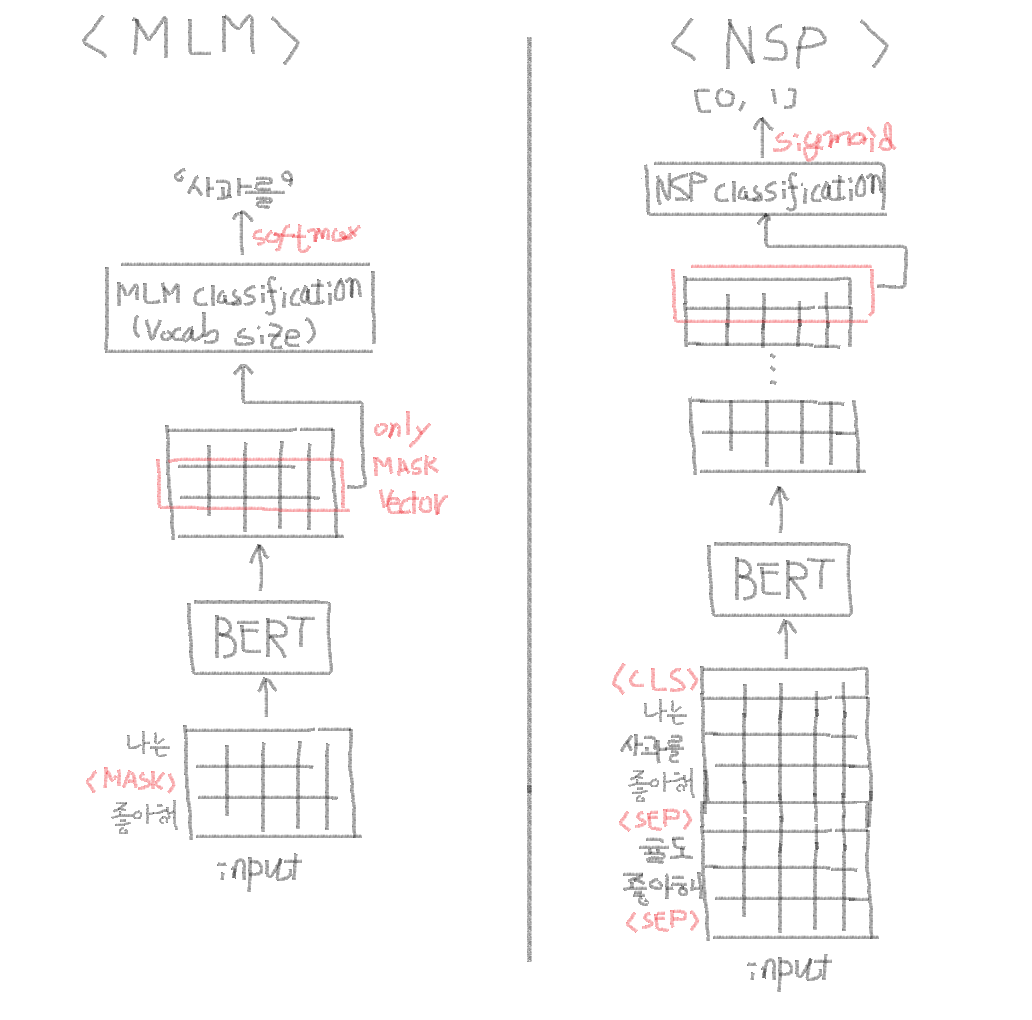 <MLM>
'사과를'
softmax
MLM classification
(Vocab size)
only
MASK
Vector
BERT
나는
<MASK>
좋아해
input
<NSP>
[0, 1]
sigmoid
NSP classification
BERT
<CLS>
나는
사과를
좋아해
<SEP>
귤도
좋아해
<SEP>
input